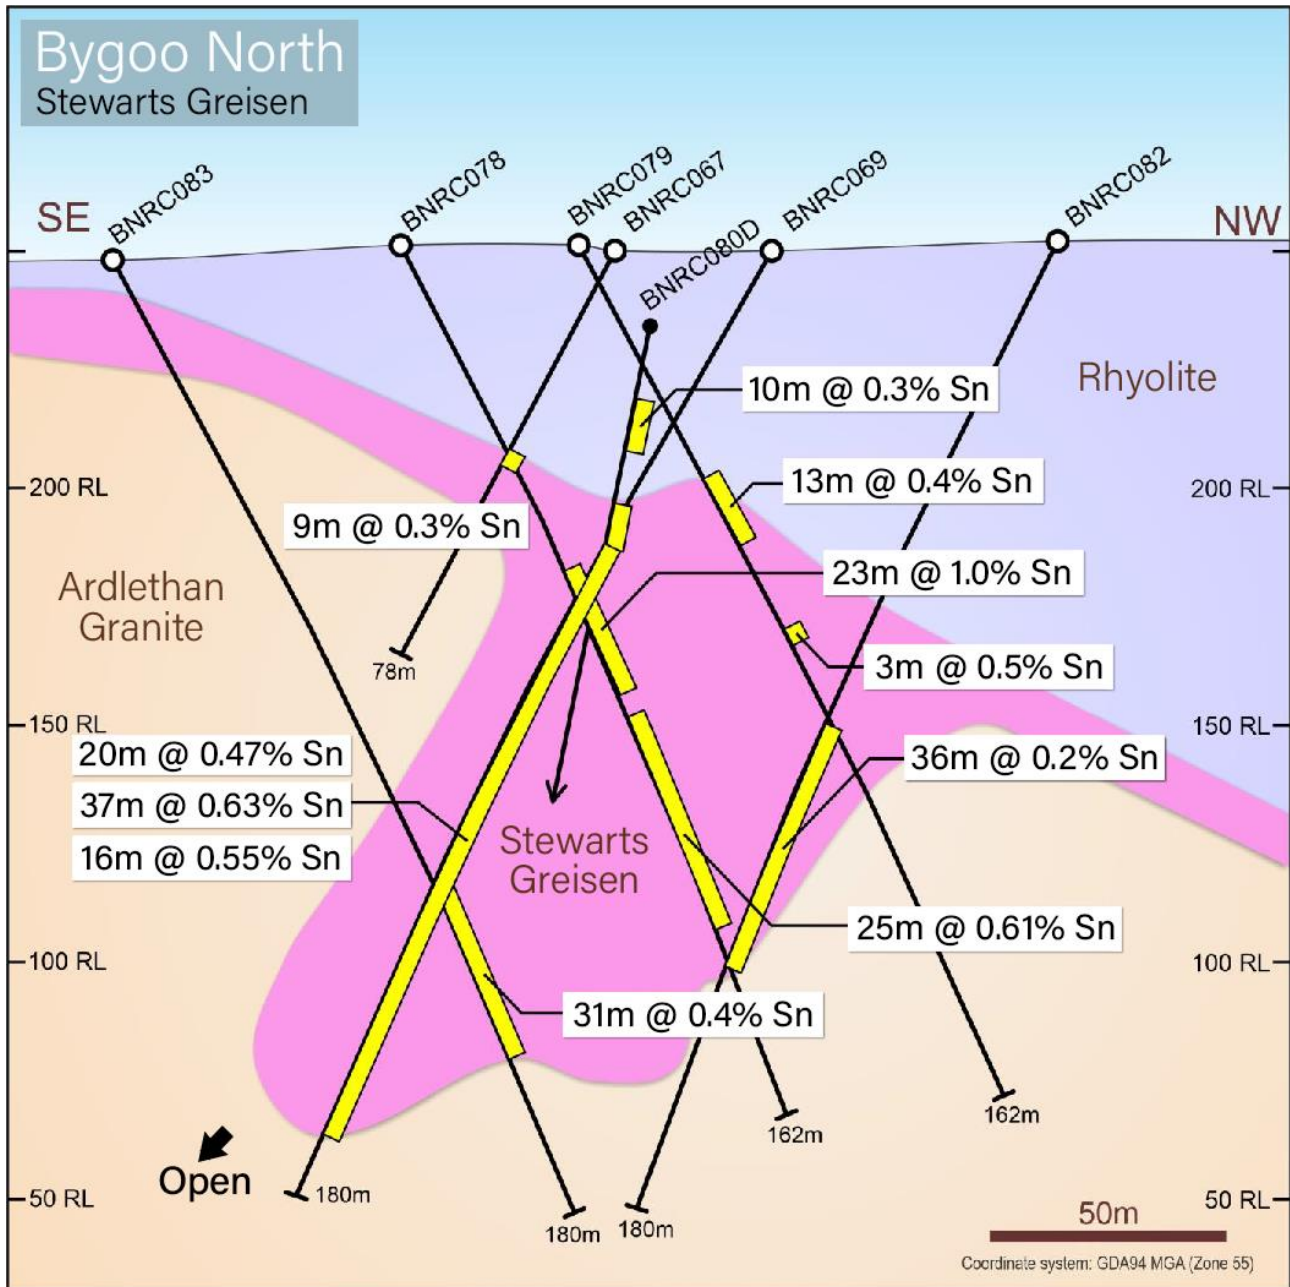 Bygoo North
Stewarts Greisen
SE
NW
BNRC083
BNRC078
BNRC079
BNRC067
BNRC080D
BNRC069
BNRC082
Rhyolite
10m @ 0.3% Sn
13m @ 0.4% Sn
200 RL
200 RL
9m @ 0.3% Sn
23m @ 1.0% Sn
Ardlethan
Granite
78m
3m @ 0.5% Sn
150 RL
150 RL
20m @ 0.47% Sn
37m @ 0.63% Sn
16m @ 0.55% Sn
36m @ 0.2% Sn
Stewarts
Greisen
25m @ 0.61% Sn
100 RL
100 RL
31m @ 0.4% Sn
162m
162m
Open
180m
50 RL
50 RL
180m
180m
50m
Coordinate system: GDA94 MGA (Zone 55)